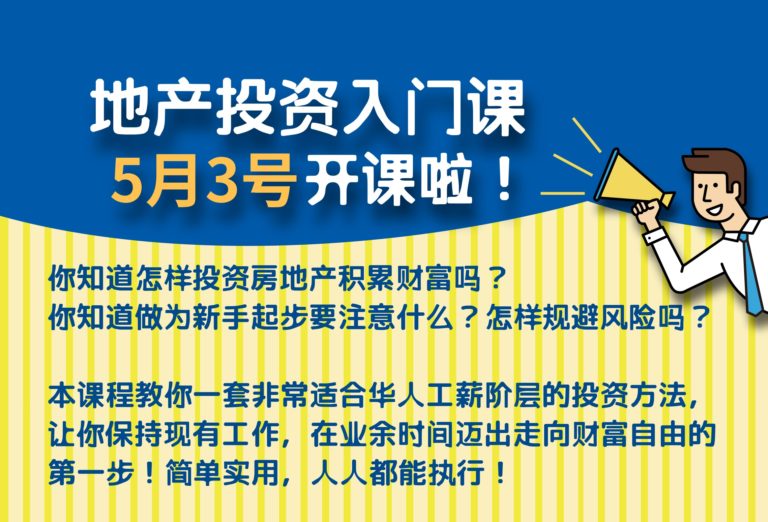 地产投资入门课
5月3号开课啦！
你知道怎样投资房地产积累财富吗？
你知道做为新手起步要注意什么？怎样规避风险吗？
本课程教你一套非常适合华人工薪阶层的投资方法，
让你保持现有工作，在业余时间迈出走向财富自由的
第一步！简单实用，人人都能执行！